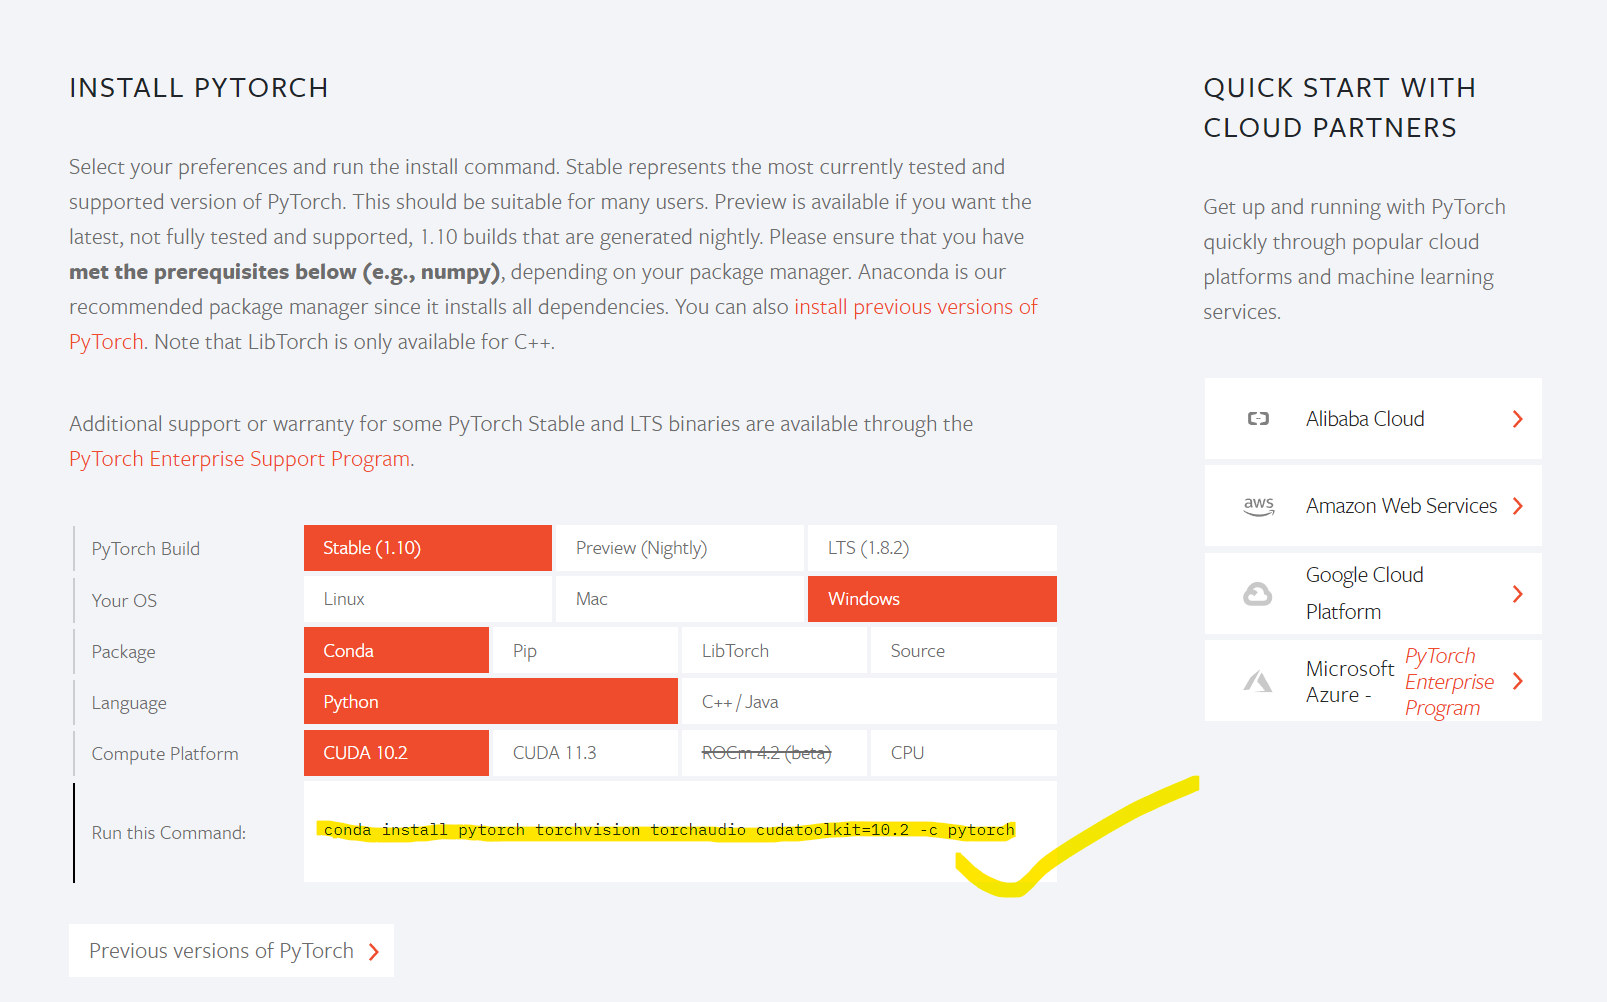 INSTALL PYTORCH
Select your preferences and run the install command. Stable represents the most currently tested and
supported version of PyTorch. This should be suitable for many users. Preview is available if you want the
latest, not fully tested and supported, 1.10 builds that are generated nightly. Please ensure that you have
met the prerequisites below (e.g., numpy), depending on your package manager. Anaconda is our
recommended package manager since it installs all dependencies. You can also install previous versions of
PyTorch. Note that LibTorch is only available for C++.
Additional support or warranty for some PyTorch Stable and LTS binaries are available through the
PyTorch Enterprise Support Program.
PyTorch Build Stable (1.10) Preview (Nightly) LTS (1.8.2)
Your OS Linux Mac Windows
Package Conda Pip LibTorch Source
Language Python C++ / Java
Compute Platform CUDA 10.2 CUDA 11.3 ROCm 4.2 (beta) CPU
Run this Command: conda install pytorch torchvision torchaudio cudatoolkit=10.2 -c pytorch
Previous versions of PyTorch
QUICK START WITH
CLOUD PARTNERS
Get up and running with PyTorch
quickly through popular cloud
platforms and machine learning
services.
Alibaba Cloud
aws Amazon Web Services
Google Cloud
Platform
Microsoft
Azure -
PyTorch
Enterprise
Program